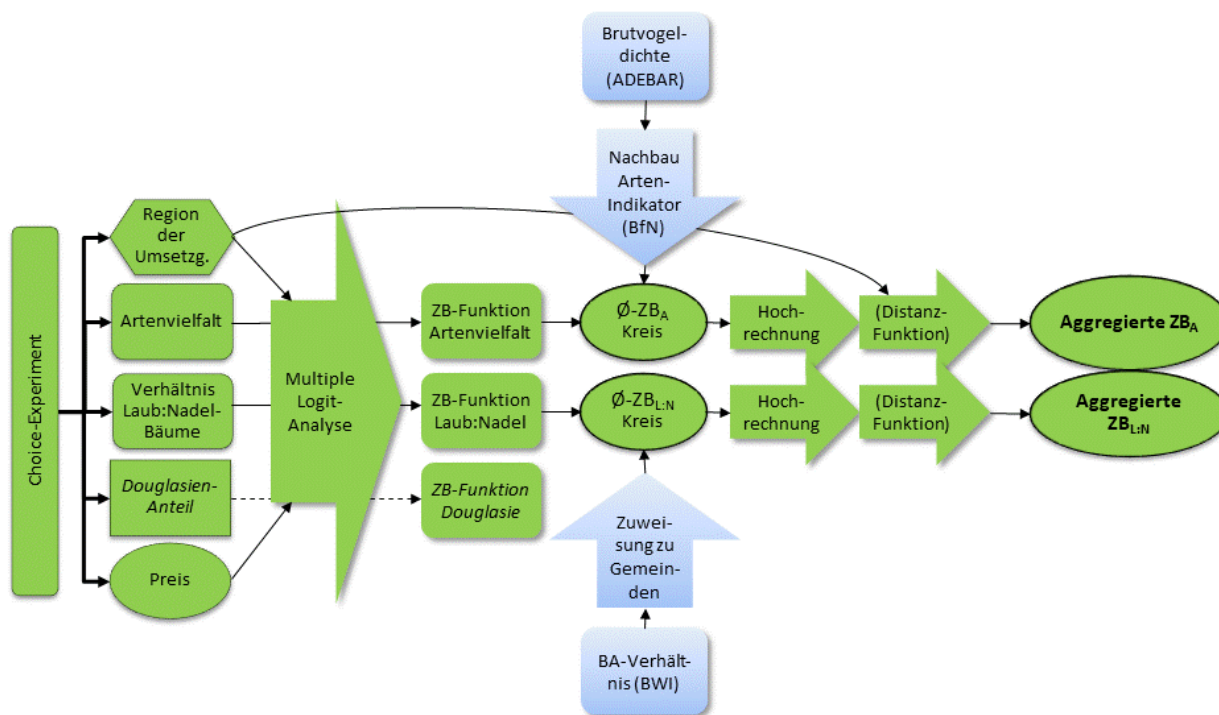 Brutvogel-
dichte
(ADEBAR)
Nachbau
Arten-
Indikator
(BfN)
Choice-Experiment
Region
der
Umsetzg.
Artenvielfalt
Verhältnis
Laub:Nadel-
Bäume
Douglasien-
Anteil
Preis
Multiple
Logit-
Analyse
ZB-Funktion
Artenvielfalt
ZB-Funktion
Laub:Nadel
ZB-Funktion
Douglasie
Ø-ZBA
Kreis
Ø-ZBL:N
Kreis
Hoch-
rechnung
(Distanz-
Funktion)
Aggregierte ZBA
Hoch-
rechnung
(Distanz-
Funktion)
Aggregierte
ZBL:N
Zuwei-
sung zu
Gemein-
den
BA-Verhält-
nis (BWI)